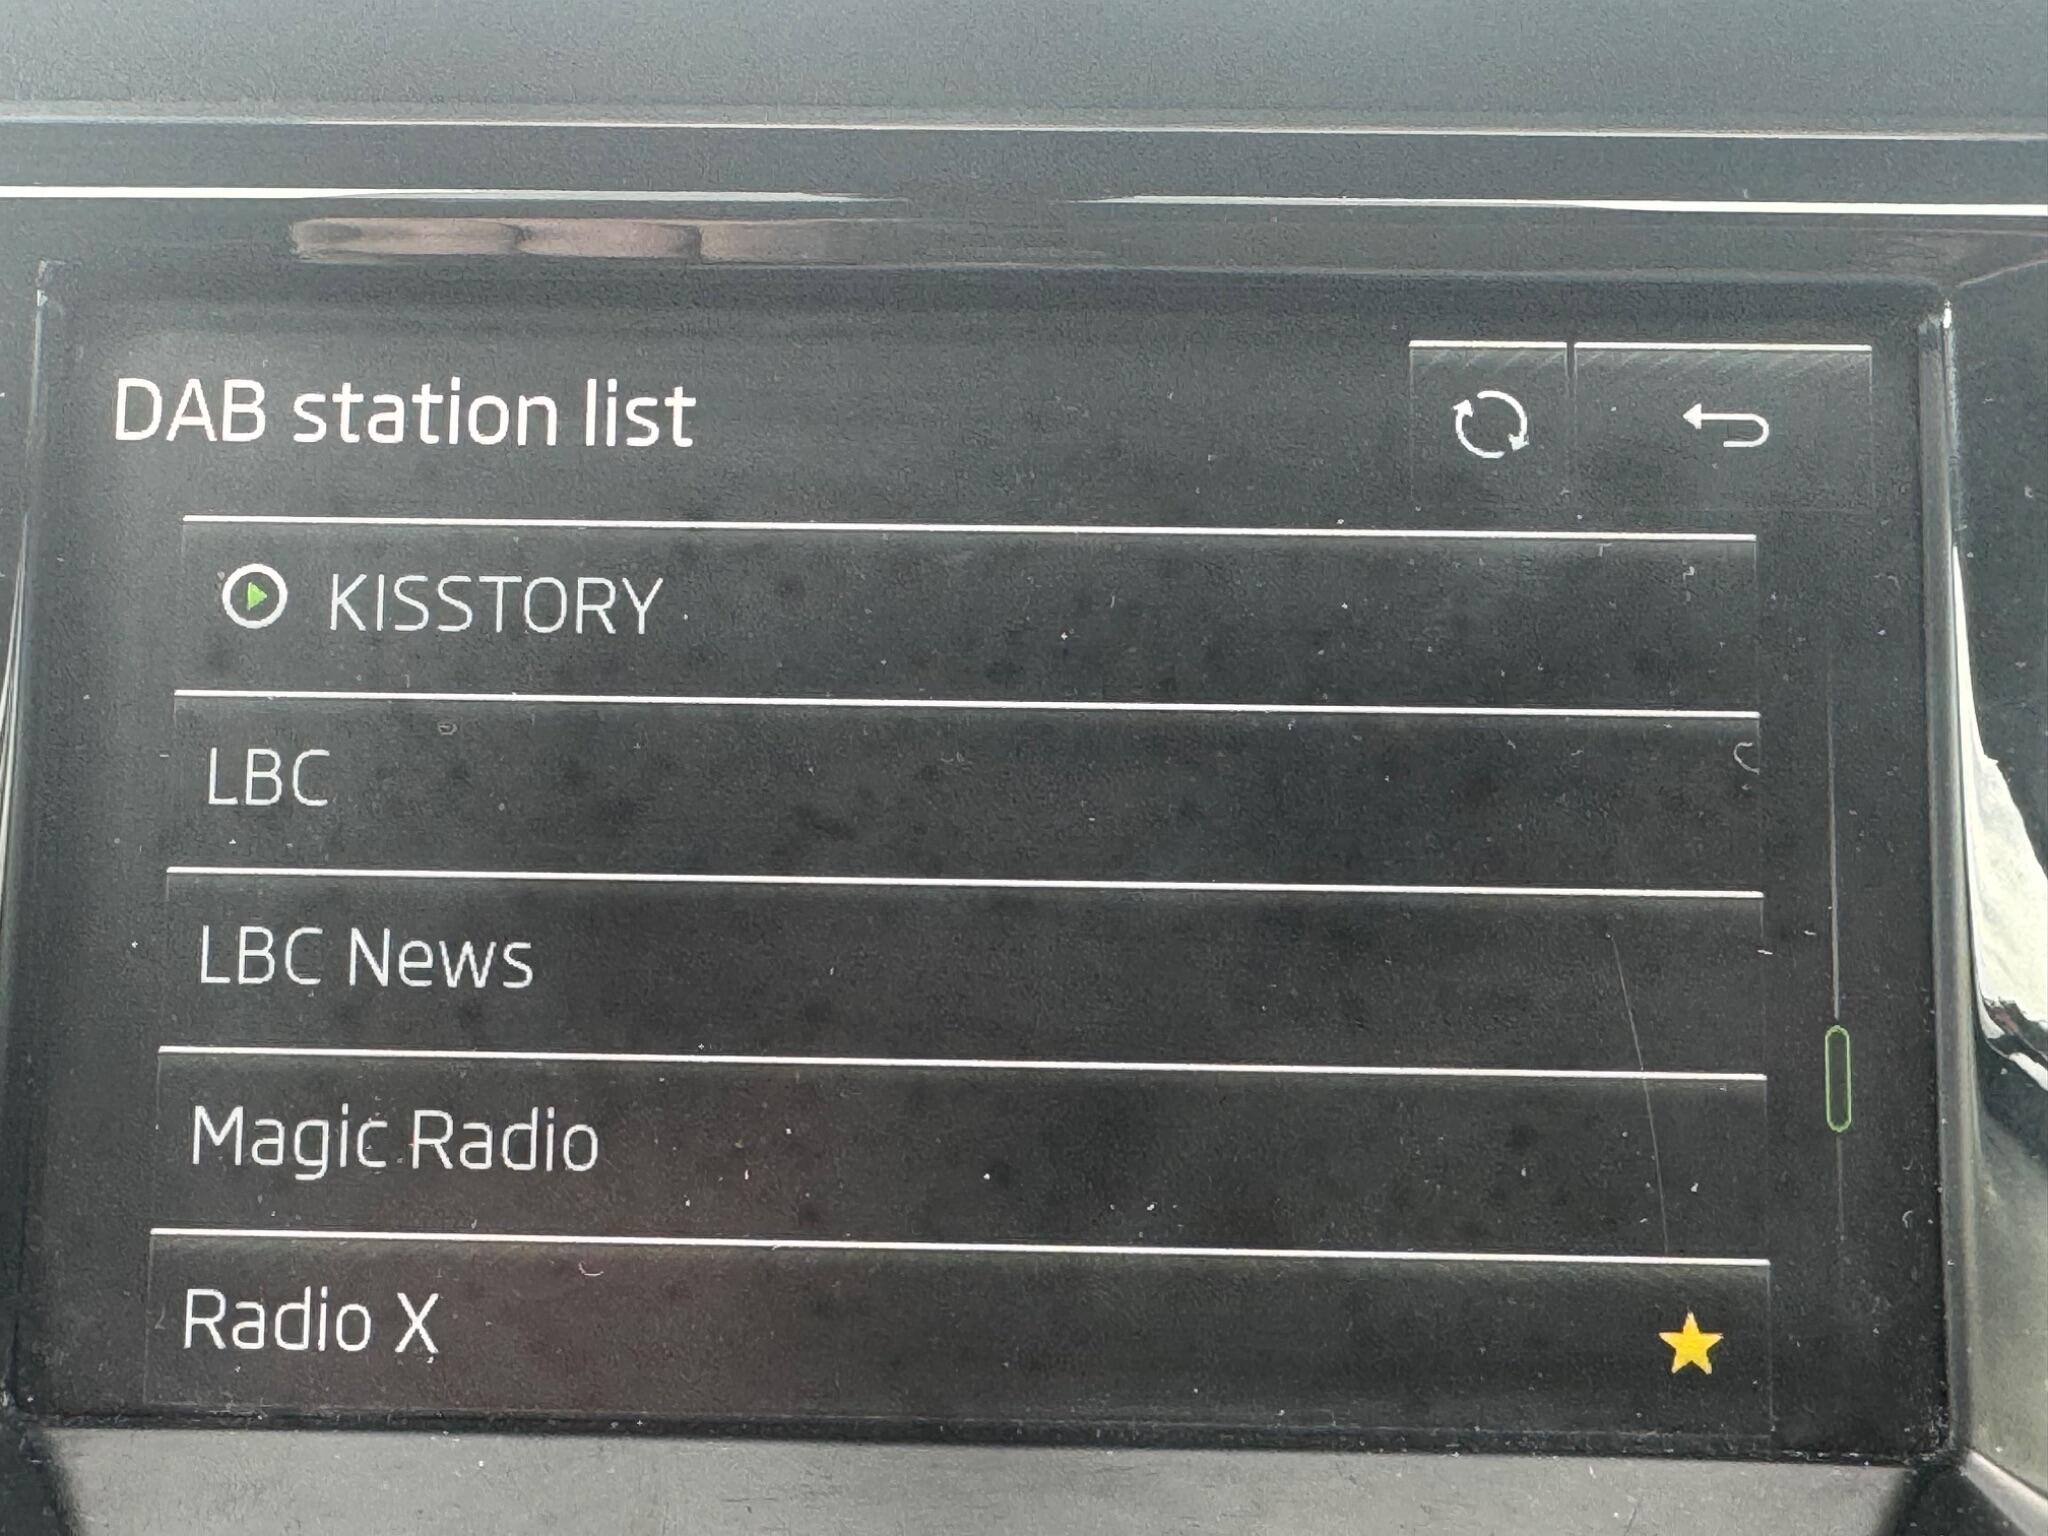 DAB station list
KISSTORY
LBC
LBC News
Magic Radio
Radio X